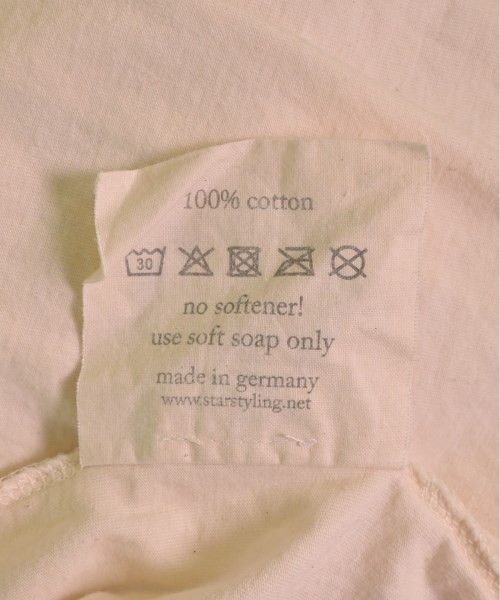 100% cotton
30
no softener!
use soft soap only
made in germany
www.starstyling.net